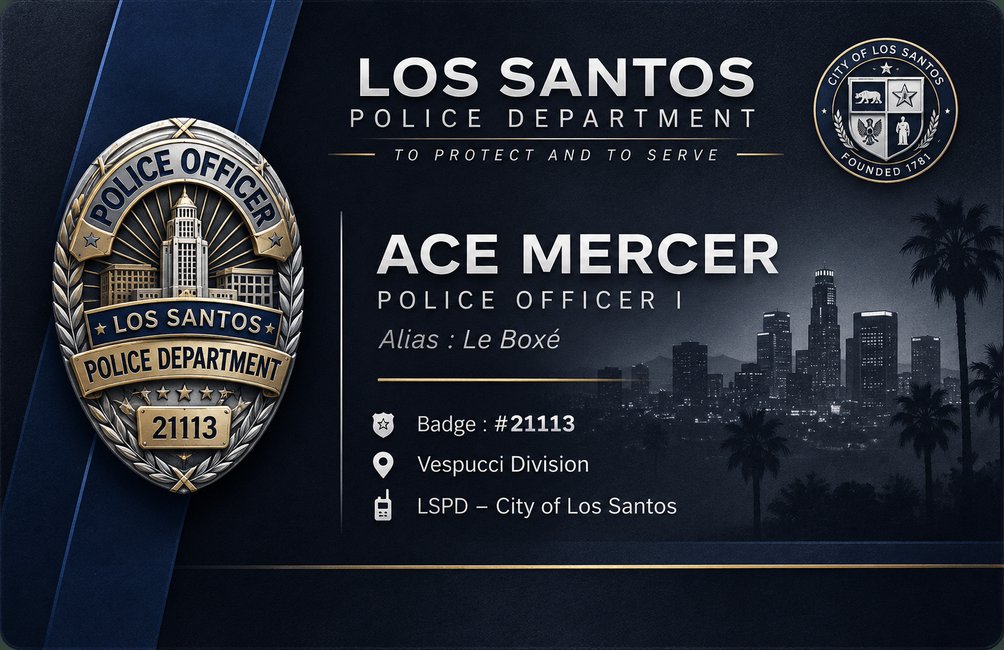 LOS SANTOS
POLICE DEPARTMENT
TO PROTECT AND TO SERVE
CITY OF LOS SANTOS
FOUNDED 1781
POLICE OFFICER
LOS SANTOS
POLICE DEPARTMENT
21113
ACE MERCER
POLICE OFFICER I
Alias : Le Boxé
Badge : #21113
Vespucci Division
LSPD – City of Los Santos